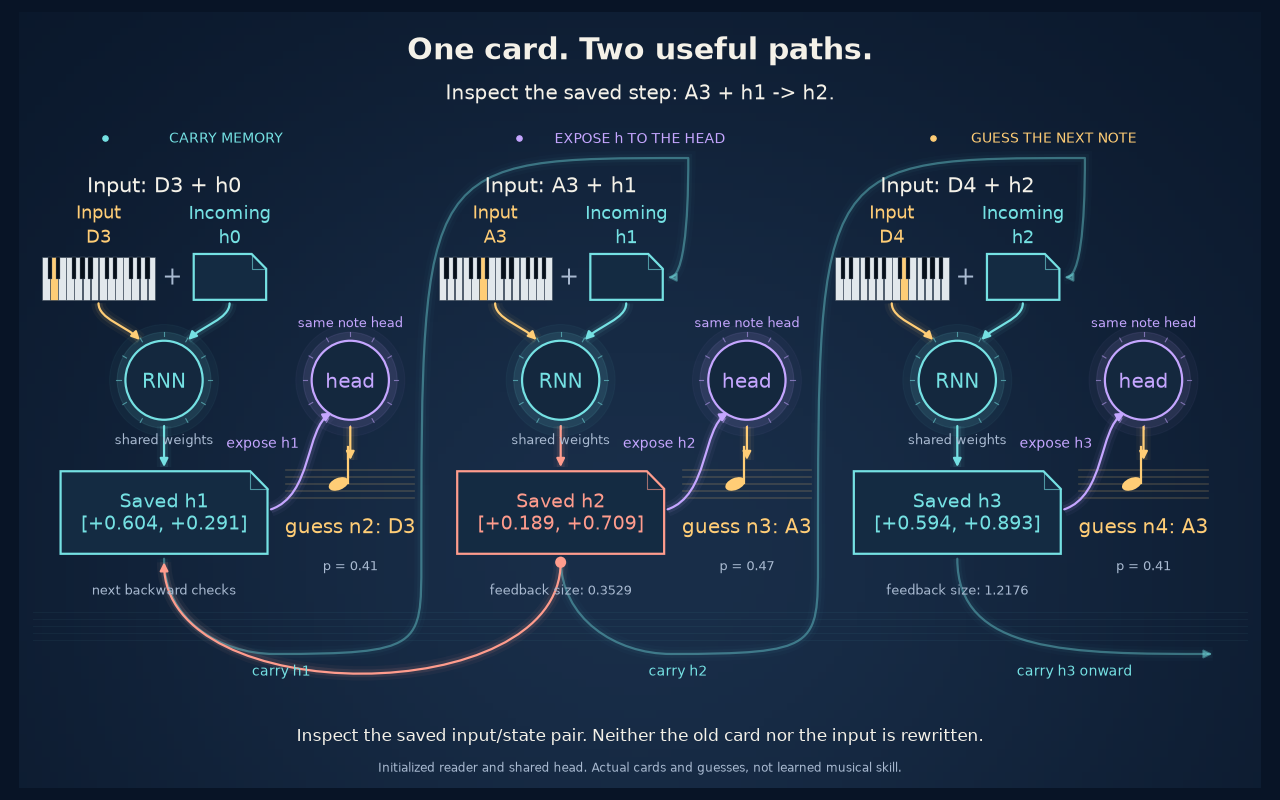 One card. Two useful paths.
Inspect the saved step: A3 + h1 -> h2.
CARRY MEMORY
EXPOSE h TO THE HEAD
GUESS THE NEXT NOTE
Input: D3 + h0
Input
D3
Incoming
h0
+
RNN
same note head
head
shared weights
expose h1
Saved h1
[+0.604, +0.291]
guess n2: D3
p = 0.41
next backward checks
carry h1
Input: A3 + h1
Input
A3
Incoming
h1
+
RNN
same note head
head
shared weights
expose h2
Saved h2
[+0.189, +0.709]
guess n3: A3
p = 0.47
feedback size: 0.3529
carry h2
Input: D4 + h2
Input
D4
Incoming
h2
+
RNN
same note head
head
shared weights
expose h3
Saved h3
[+0.594, +0.893]
guess n4: A3
p = 0.41
feedback size: 1.2176
carry h3 onward
Inspect the saved input/state pair. Neither the old card nor the input is rewritten.
Initialized reader and shared head. Actual cards and guesses, not learned musical skill.